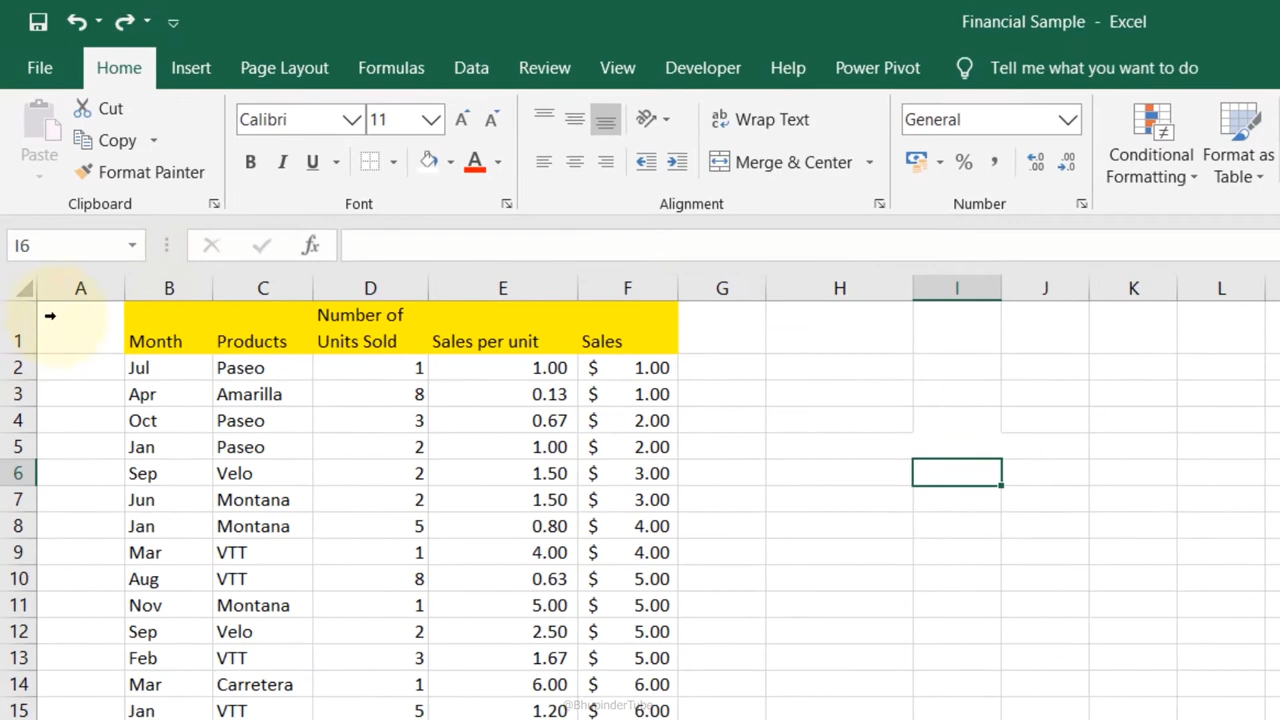 Financial Sample - Excel
File Home Insert Page Layout Formulas Data Review View Developer Help Power Pivot Tell me what you want to do
Paste
Cut
Copy
Format Painter
Clipboard
Calibri 11
B I U A
Font
ab Wrap Text
Merge & Center
Alignment
General
% ,
Number
Conditional Formatting
Format as Table
I6 fx
A B C D E F G H I J K L
1 Month Products Number of Units Sold Sales per unit Sales
2 Jul Paseo 1 1.00 $ 1.00
3 Apr Amarilla 8 0.13 $ 1.00
4 Oct Paseo 3 0.67 $ 2.00
5 Jan Paseo 2 1.00 $ 2.00
6 Sep Velo 2 1.50 $ 3.00
7 Jun Montana 2 1.50 $ 3.00
8 Jan Montana 5 0.80 $ 4.00
9 Mar VTT 1 4.00 $ 4.00
10 Aug VTT 8 0.63 $ 5.00
11 Nov Montana 1 5.00 $ 5.00
12 Sep Velo 2 2.50 $ 5.00
13 Feb VTT 3 1.67 $ 5.00
14 Mar Carretera 1 6.00 $ 6.00
15 Jan VTT 5 1.20 $ 6.00
@BhupinderTube